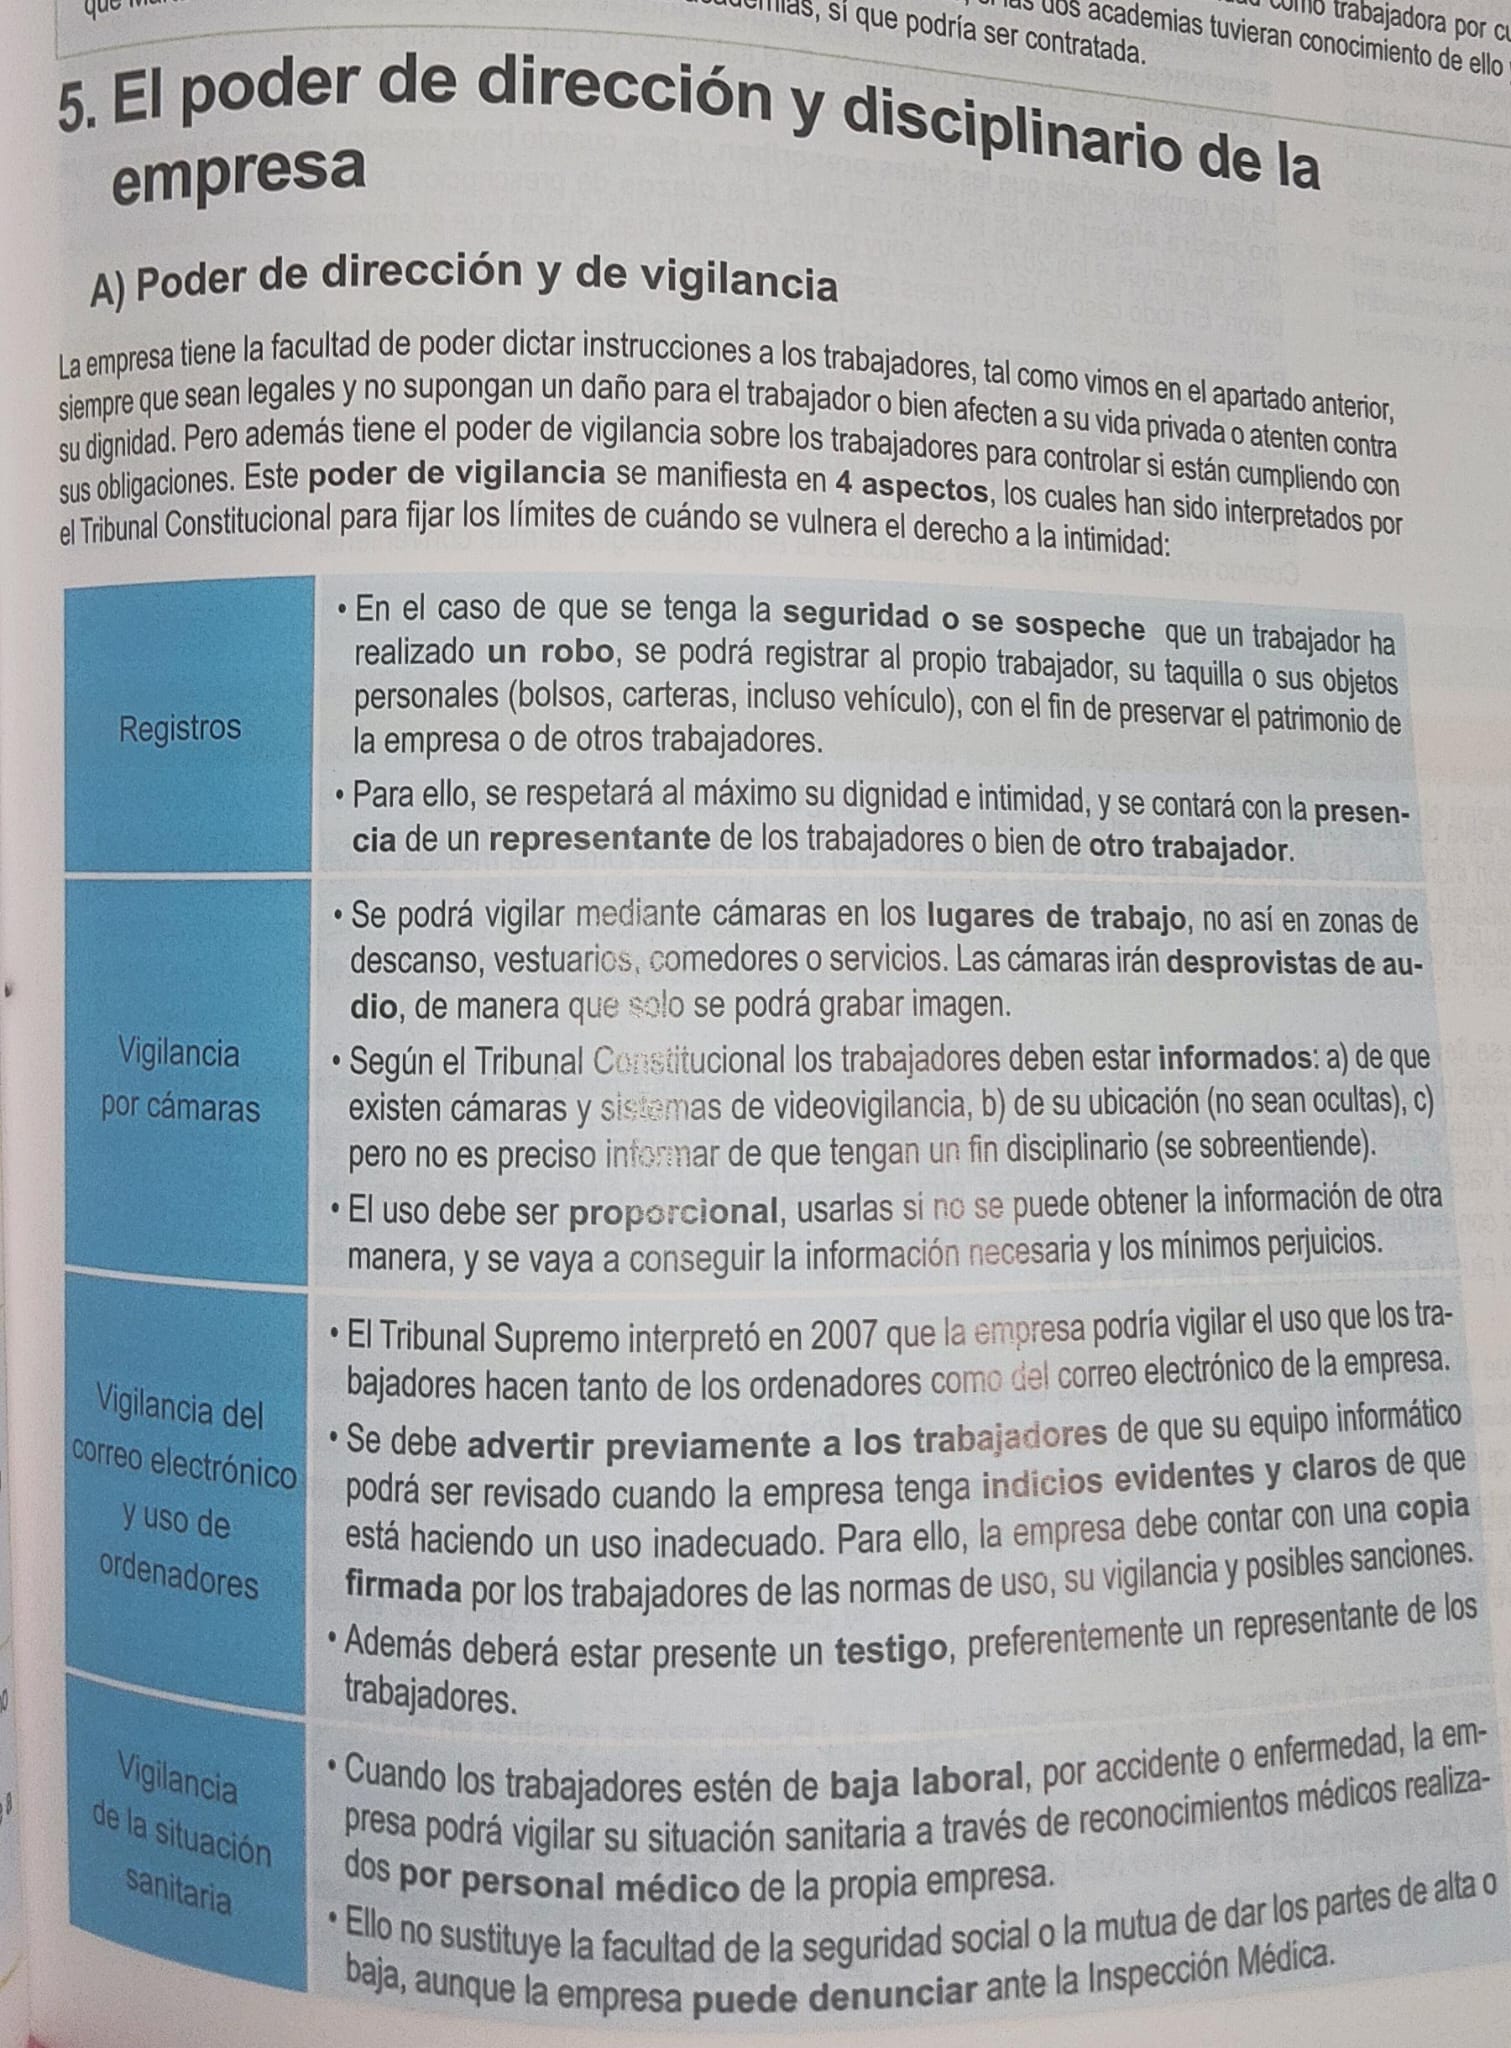 como trabajadora por
las dos academias tuvieran conocimiento de ello
sí que podría ser contratada.
5. El poder de dirección y disciplinario de la
empresa
A) Poder de dirección y de vigilancia
La empresa tiene la facultad de poder dictar instrucciones a los trabajadores, tal como vimos en el apartado anterior,
siempre que sean legales y no supongan un daño para el trabajador o bien afecten a su vida privada o atenten contra
su dignidad. Pero además tiene el poder de vigilancia sobre los trabajadores para controlar si están cumpliendo con
sus obligaciones. Este poder de vigilancia se manifiesta en 4 aspectos, los cuales han sido interpretados por
el Tribunal Constitucional para fijar los límites de cuándo se vulnera el derecho a la intimidad:
Registros
• En el caso de que se tenga la seguridad o se sospeche que un trabajador ha
realizado un robo, se podrá registrar al propio trabajador, su taquilla o sus objetos
personales (bolsos, carteras, incluso vehículo), con el fin de preservar el patrimonio de
la empresa o de otros trabajadores.
• Para ello, se respetará al máximo su dignidad e intimidad, y se contará con la presen-
cia de un representante de los trabajadores o bien de otro trabajador.
Vigilancia
por cámaras
• Se podrá vigilar mediante cámaras en los lugares de trabajo, no así en zonas de
descanso, vestuarios, comedores o servicios. Las cámaras irán desprovistas de au-
dio, de manera que solo se podrá grabar imagen.
• Según el Tribunal Constitucional los trabajadores deben estar informados: a) de que
existen cámaras y sistemas de videovigilancia, b) de su ubicación (no sean ocultas), c)
pero no es preciso informar de que tengan un fin disciplinario (se sobreentiende).
• El uso debe ser proporcional, usarlas si no se puede obtener la información de otra
manera, y se vaya a conseguir la información necesaria y los mínimos perjuicios.
Vigilancia del
correo electrónico
y uso de
ordenadores
• El Tribunal Supremo interpretó en 2007 que la empresa podría vigilar el uso que los tra-
bajadores hacen tanto de los ordenadores como del correo electrónico de la empresa.
• Se debe advertir previamente a los trabajadores de que su equipo informático
podrá ser revisado cuando la empresa tenga indicios evidentes y claros de que
está haciendo un uso inadecuado. Para ello, la empresa debe contar con una copia
firmada por los trabajadores de las normas de uso, su vigilancia y posibles sanciones.
• Además deberá estar presente un testigo, preferentemente un representante de los
trabajadores.
Vigilancia
de la situación
sanitaria
• Cuando los trabajadores estén de baja laboral, por accidente o enfermedad, la em-
presa podrá vigilar su situación sanitaria a través de reconocimientos médicos realiza-
dos por personal médico de la propia empresa.
• Ello no sustituye la facultad de la seguridad social o la mutua de dar los partes de alta o
baja, aunque la empresa puede denunciar ante la Inspección Médica.